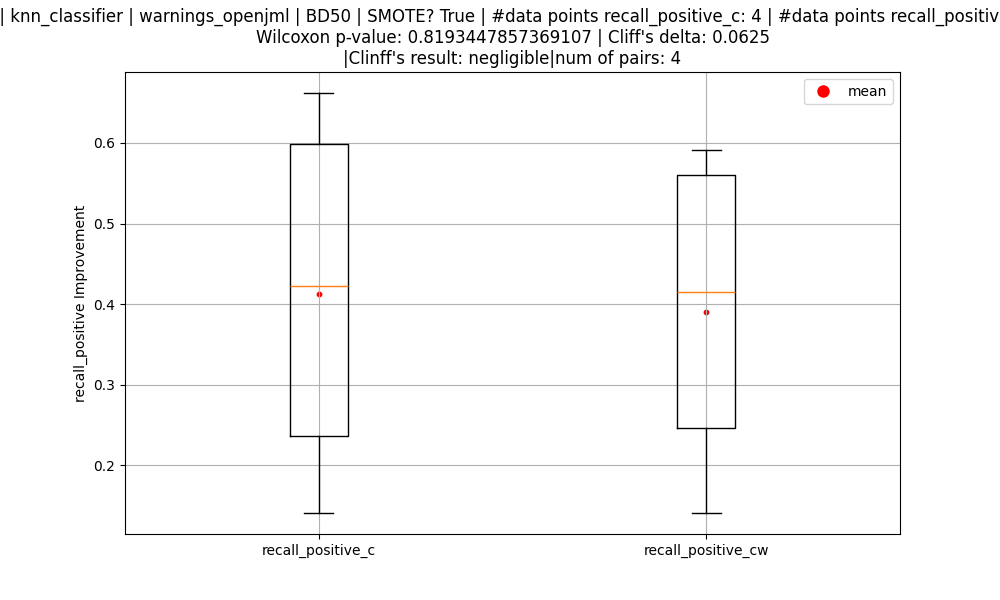 | knn_classifier | warnings_openjml | BD50 | SMOTE? True | #data points recall_positive_c: 4 | #data points recall_positiv
Wilcoxon p-value: 0.8193447857369107 | Cliff's delta: 0.0625
|Clinff's result: negligible|num of pairs: 4
mean
0.6
0.5
0.4
0.3
0.2
recall_positive Improvement
recall_positive_c
recall_positive_cw